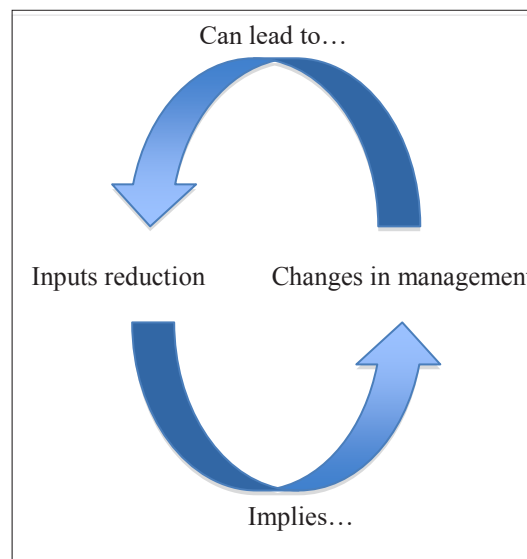 Can lead to…
Inputs reduction
Changes in management
Implies…